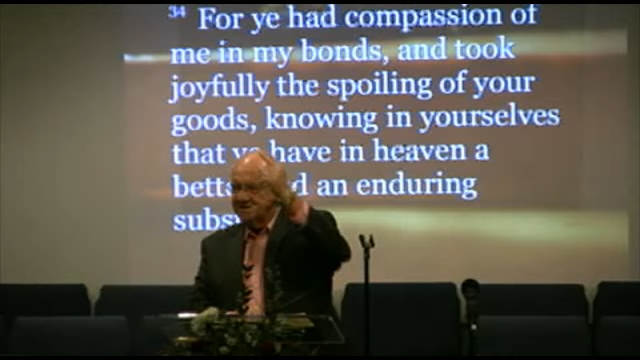 34 For ye had compassion of
me in my bonds, and took
joyfully the spoiling of your
goods, knowing in yourselves
that ye have in heaven a
an enduring